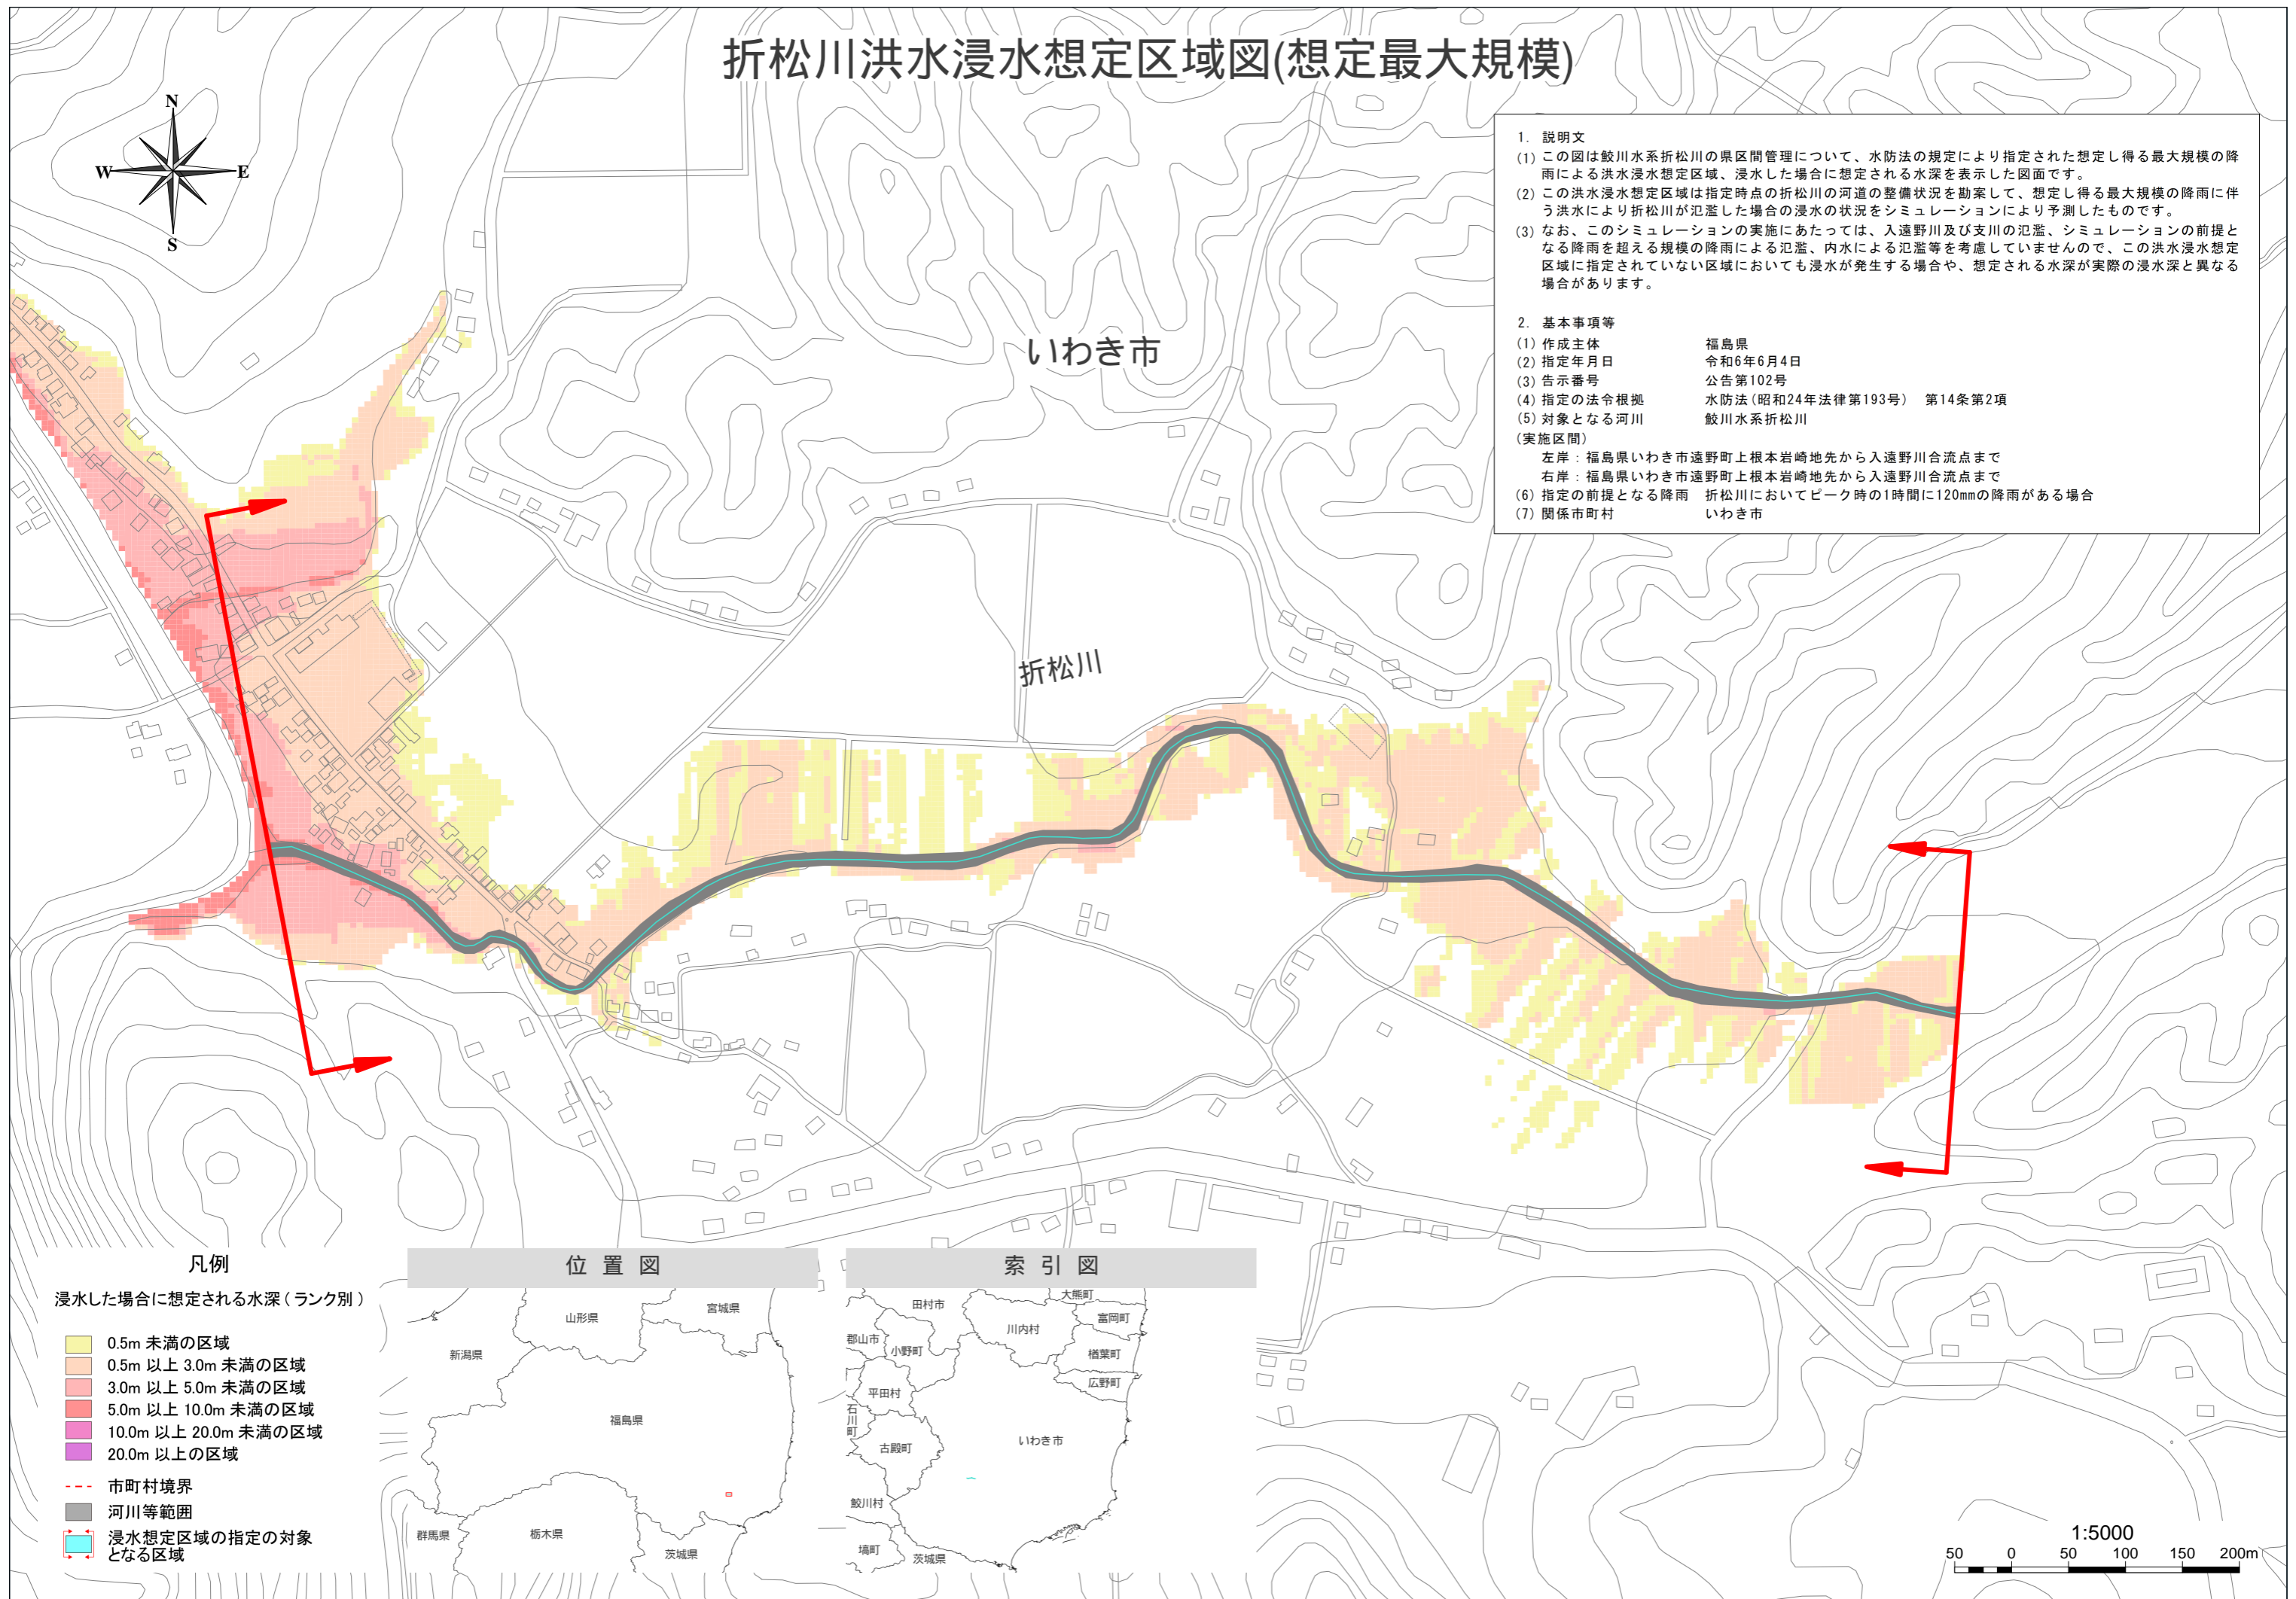 折松川洪水浸水想定区域図(想定最大規模)
N
W
E
S
1. 説明文
(1) この図は鮫川水系折松川の県区間管理について、水防法の規定により指定された想定し得る最大規模の降
雨による洪水浸水想定区域、浸水した場合に想定される水深を表示した図面です。
(2) この洪水浸水想定区域は指定時点の折松川の河道の整備状況を勘案して、想定し得る最大規模の降雨に伴
う洪水により折松川が氾濫した場合の浸水の状況をシミュレーションにより予測したものです。
(3) なお、このシミュレーションの実施にあたっては、入遠野川及び支川の氾濫、シミュレーションの前提と
なる降雨を超える規模の降雨による氾濫、内水による氾濫等を考慮していませんので、この洪水浸水想定
区域に指定されていない区域においても浸水が発生する場合や、想定される水深が実際の浸水深と異なる
場合があります。
2. 基本事項等
(1) 作成主体 福島県
(2) 指定年月日 令和6年6月4日
(3) 告示番号 公告第102号
(4) 指定の法令根拠 水防法(昭和24年法律第193号) 第14条第2項
(5) 対象となる河川 鮫川水系折松川
(実施区間)
左岸：福島県いわき市遠野町上根本岩崎地先から入遠野川合流点まで
右岸：福島県いわき市遠野町上根本岩崎地先から入遠野川合流点まで
(6) 指定の前提となる降雨 折松川においてピーク時の1時間に120mmの降雨がある場合
(7) 関係市町村 いわき市
いわき市
折松川
凡例
浸水した場合に想定される水深(ランク別)
0.5m 未満の区域
0.5m 以上 3.0m 未満の区域
3.0m 以上 5.0m 未満の区域
5.0m 以上 10.0m 未満の区域
10.0m 以上 20.0m 未満の区域
20.0m 以上の区域
市町村境界
河川等範囲
浸水想定区域の指定の対象
となる区域
位置図
山形県
宮城県
新潟県
福島県
群馬県
栃木県
茨城県
索引図
大熊町
田村市
富岡町
川内村
郡山市
小野町
楢葉町
広野町
平田村
石川町
古殿町
いわき市
鮫川村
塙町
茨城県
1:5000
50 0 50 100 150 200m